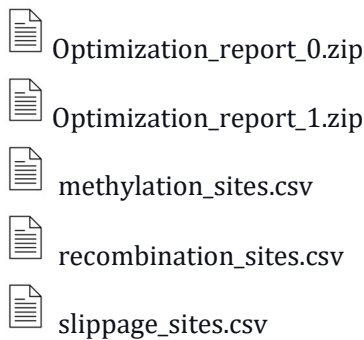 Optimization_report_0.zip
Optimization_report_1.zip
methylation_sites.csv
recombination_sites.csv
slippage_sites.csv